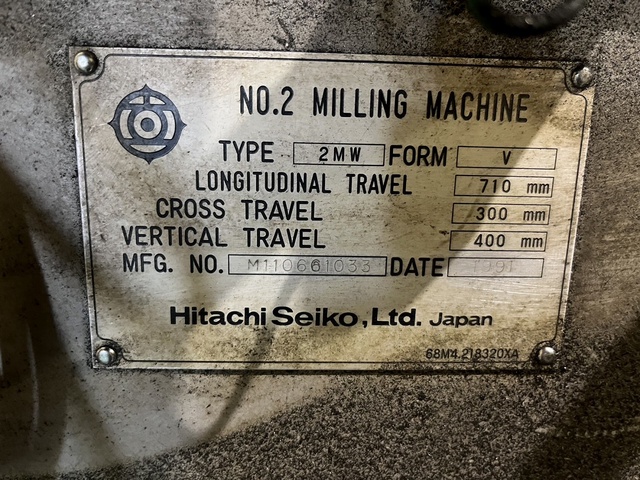 NO.2 MILLING MACHINE
TYPE 2MW FORM V
LONGITUDINAL TRAVEL 710 mm
CROSS TRAVEL 300 mm
VERTICAL TRAVEL 400 mm
MFG. NO. M110661033 DATE 1991
Hitachi Seiko, Ltd. Japan
68M4.218320XA